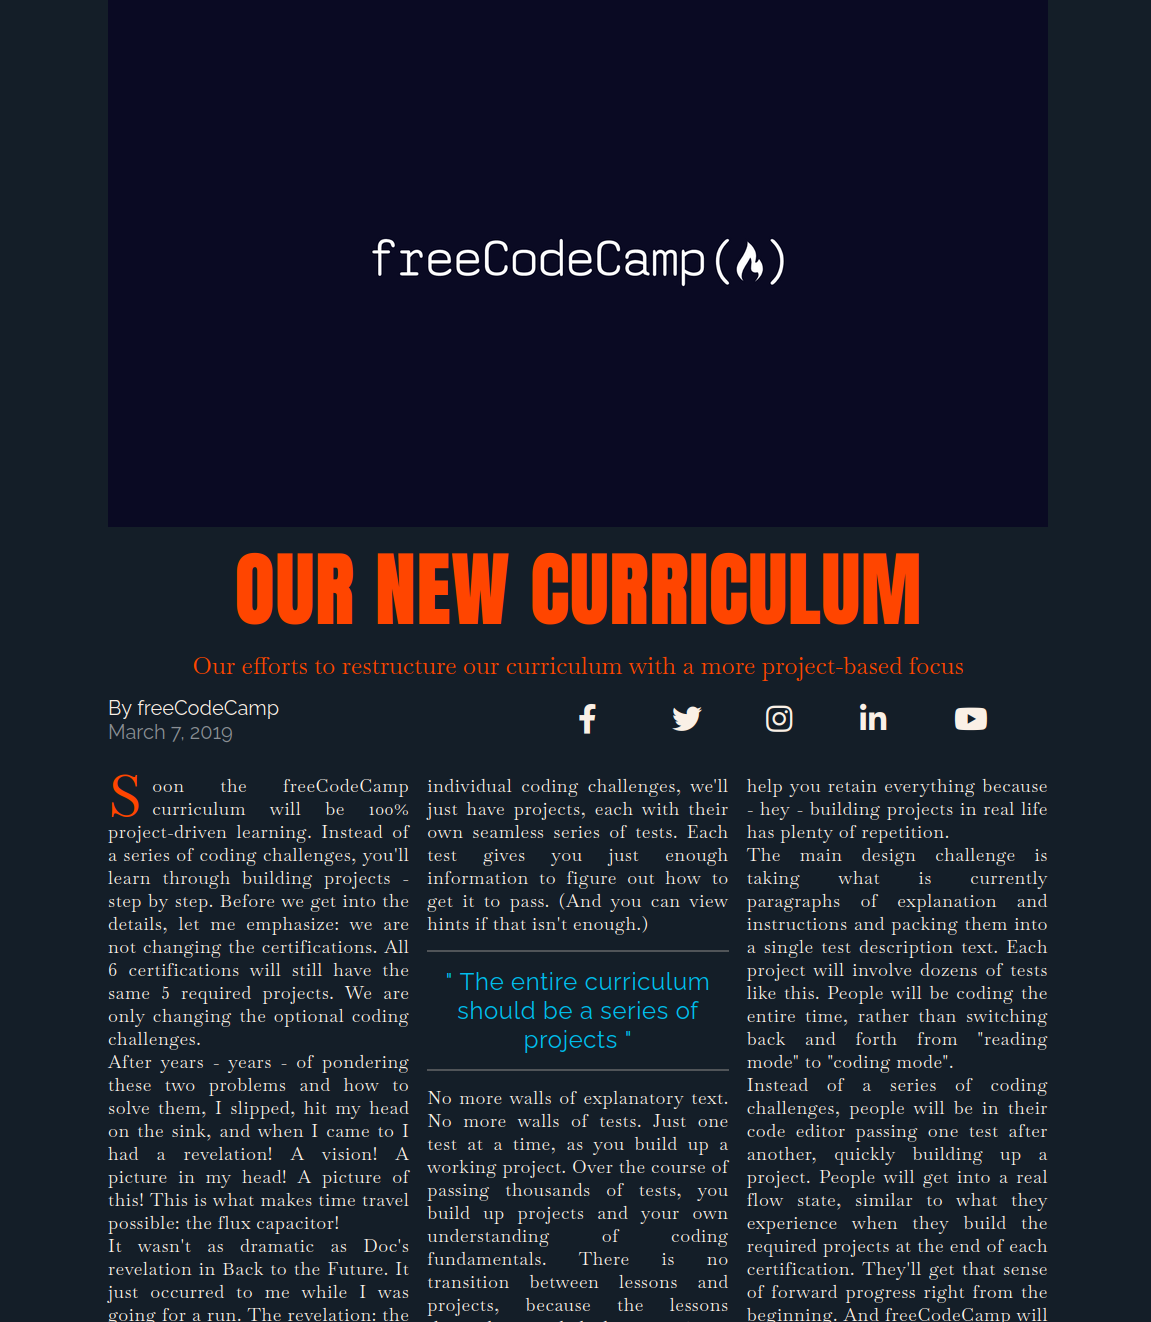 freeCodeCamp(🔥)
OUR NEW CURRICULUM
Our efforts to restructure our curriculum with a more project-based focus
By freeCodeCamp
March 7, 2019
Soon the freeCodeCamp
curriculum will be 100%
project-driven learning. Instead of
a series of coding challenges, you'll
learn through building projects -
step by step. Before we get into the
details, let me emphasize: we are
not changing the certifications. All
6 certifications will still have the
same 5 required projects. We are
only changing the optional coding
challenges.
After years - years - of pondering
these two problems and how to
solve them, I slipped, hit my head
on the sink, and when I came to I
had a revelation! A vision! A
picture in my head! A picture of
this! This is what makes time travel
possible: the flux capacitor!
It wasn't as dramatic as Doc's
revelation in Back to the Future. It
just occurred to me while I was
going for a run. The revelation: the
individual coding challenges, we'll
just have projects, each with their
own seamless series of tests. Each
test gives you just enough
information to figure out how to
get it to pass. (And you can view
hints if that isn't enough.)
" The entire curriculum
should be a series of
projects "
No more walls of explanatory text.
No more walls of tests. Just one
test at a time, as you build up a
working project. Over the course of
passing thousands of tests, you
build up projects and your own
understanding of coding
fundamentals. There is no
transition between lessons and
projects, because the lessons
help you retain everything because
- hey - building projects in real life
has plenty of repetition.
The main design challenge is
taking what is currently
paragraphs of explanation and
instructions and packing them into
a single test description text. Each
project will involve dozens of tests
like this. People will be coding the
entire time, rather than switching
back and forth from "reading
mode" to "coding mode".
Instead of a series of coding
challenges, people will be in their
code editor passing one test after
another, quickly building up a
project. People will get into a real
flow state, similar to what they
experience when they build the
required projects at the end of each
certification. They'll get that sense
of forward progress right from the
beginning. And freeCodeCamp will